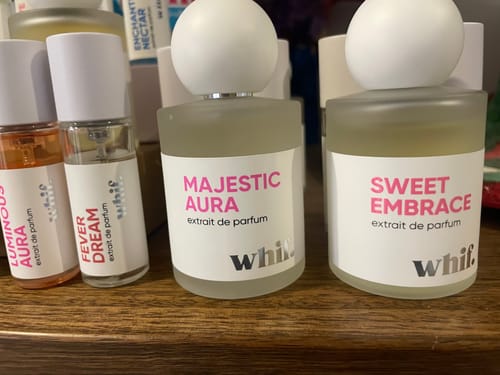 ENCHANTED
NECTAR
LUMINOUS
AURA
extrait de parfum
whif.
FEVER
DREAM
extrait de parfum
whif.
MAJESTIC
AURA
extrait de parfum
whif.
SWEET
EMBRACE
extrait de parfum
whif.